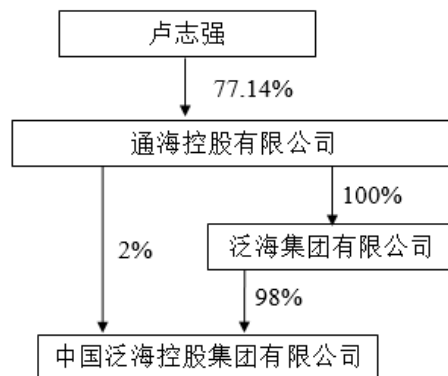 卢志强
77.14%
通海控股有限公司
100%
泛海集团有限公司
2%
98%
中国泛海控股集团有限公司